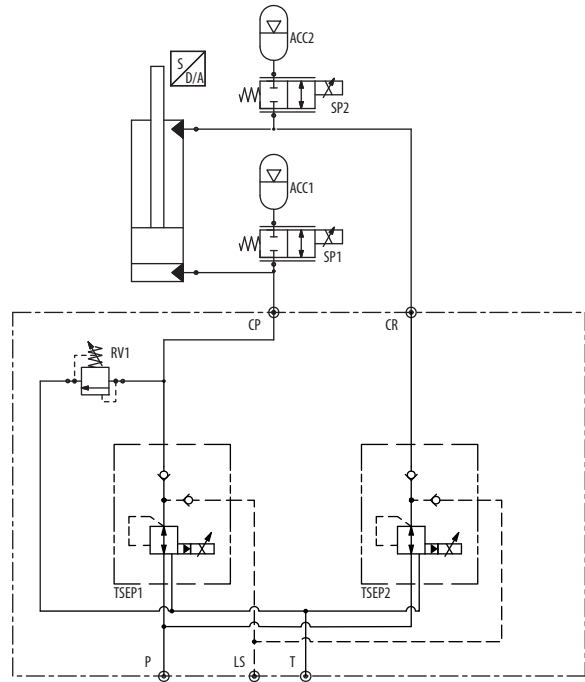 ACC2
S
D/A
SP2
ACC1
SP1
CP
CR
RV1
TSEP1
TSEP2
P
LS
T